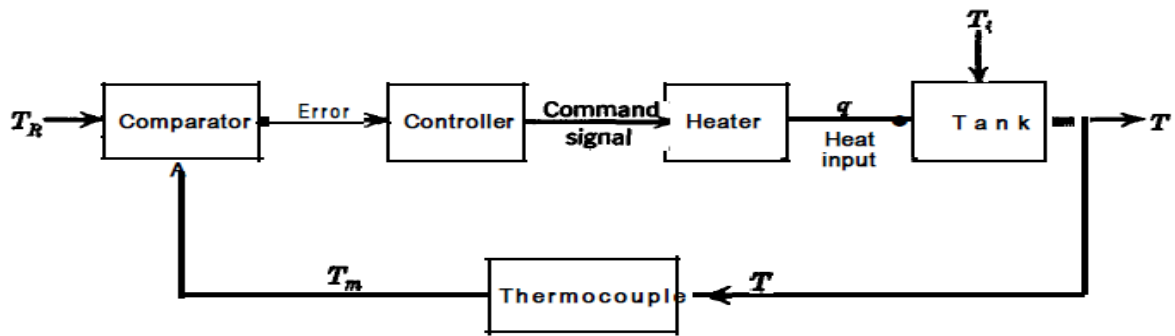 T_i
T_R
Comparator
Error
Controller
Command
signal
Heater
q
Heat
input
Tank
T
A
T_m
Thermocouple
T